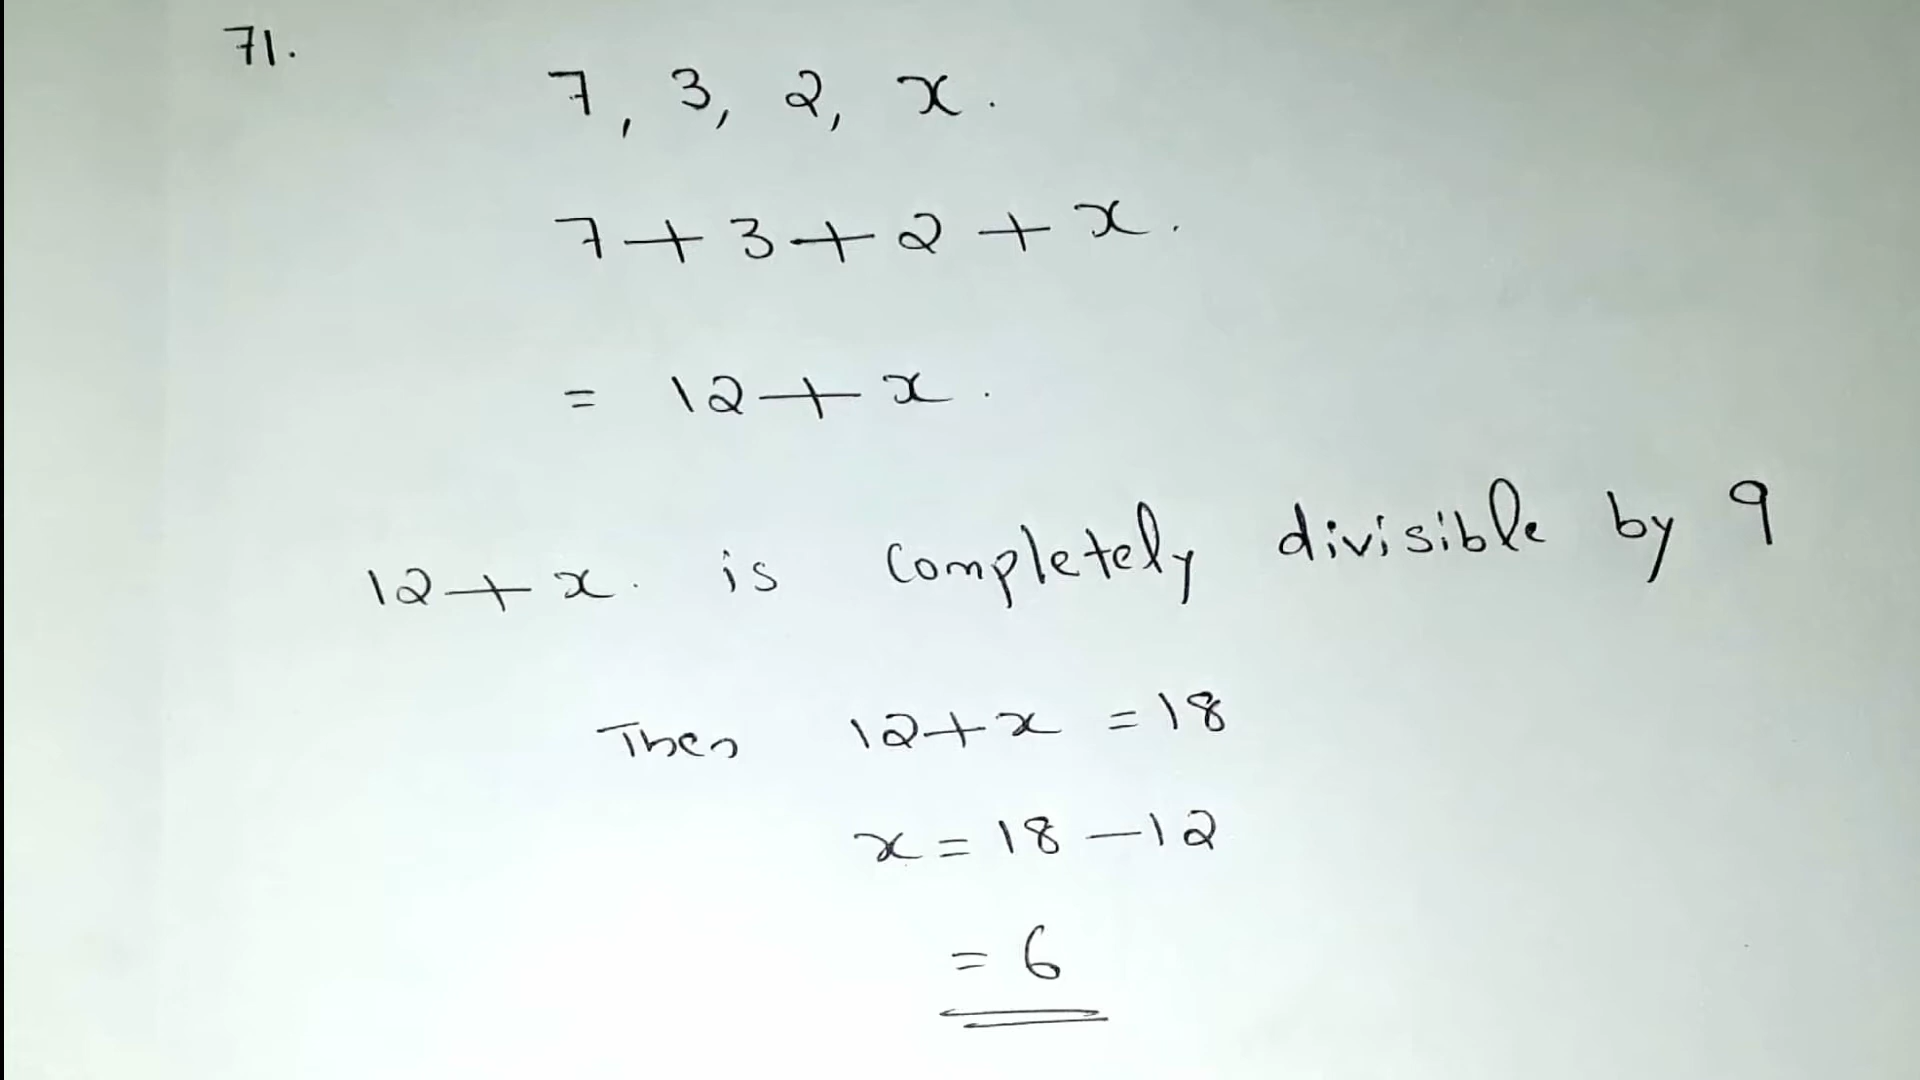 71.
7, 3, 2, x.
7+3+2+x.
= 12+x.
12+x. is completely divisible by 9
Then 12+x = 18
x = 18 - 12
= 6